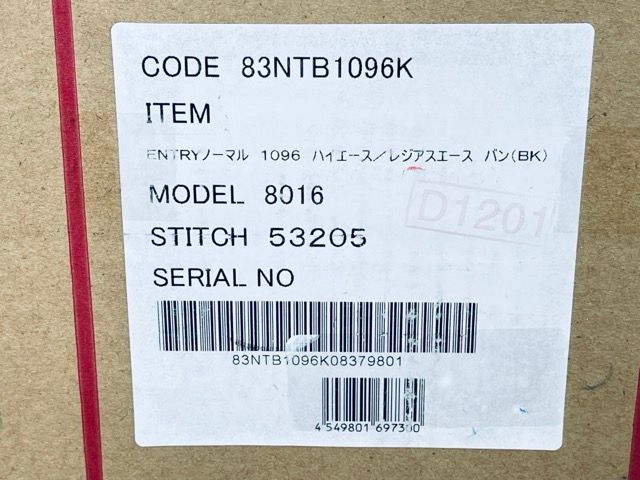 CODE 83NTB1096K
ITEM
ENTRYノーマル 1096 ハイエース／レジアスエース バン(BK)
MODEL 8016
D1201
STITCH 53205
SERIAL NO
83NTB1096K08379801
4 549801 697300